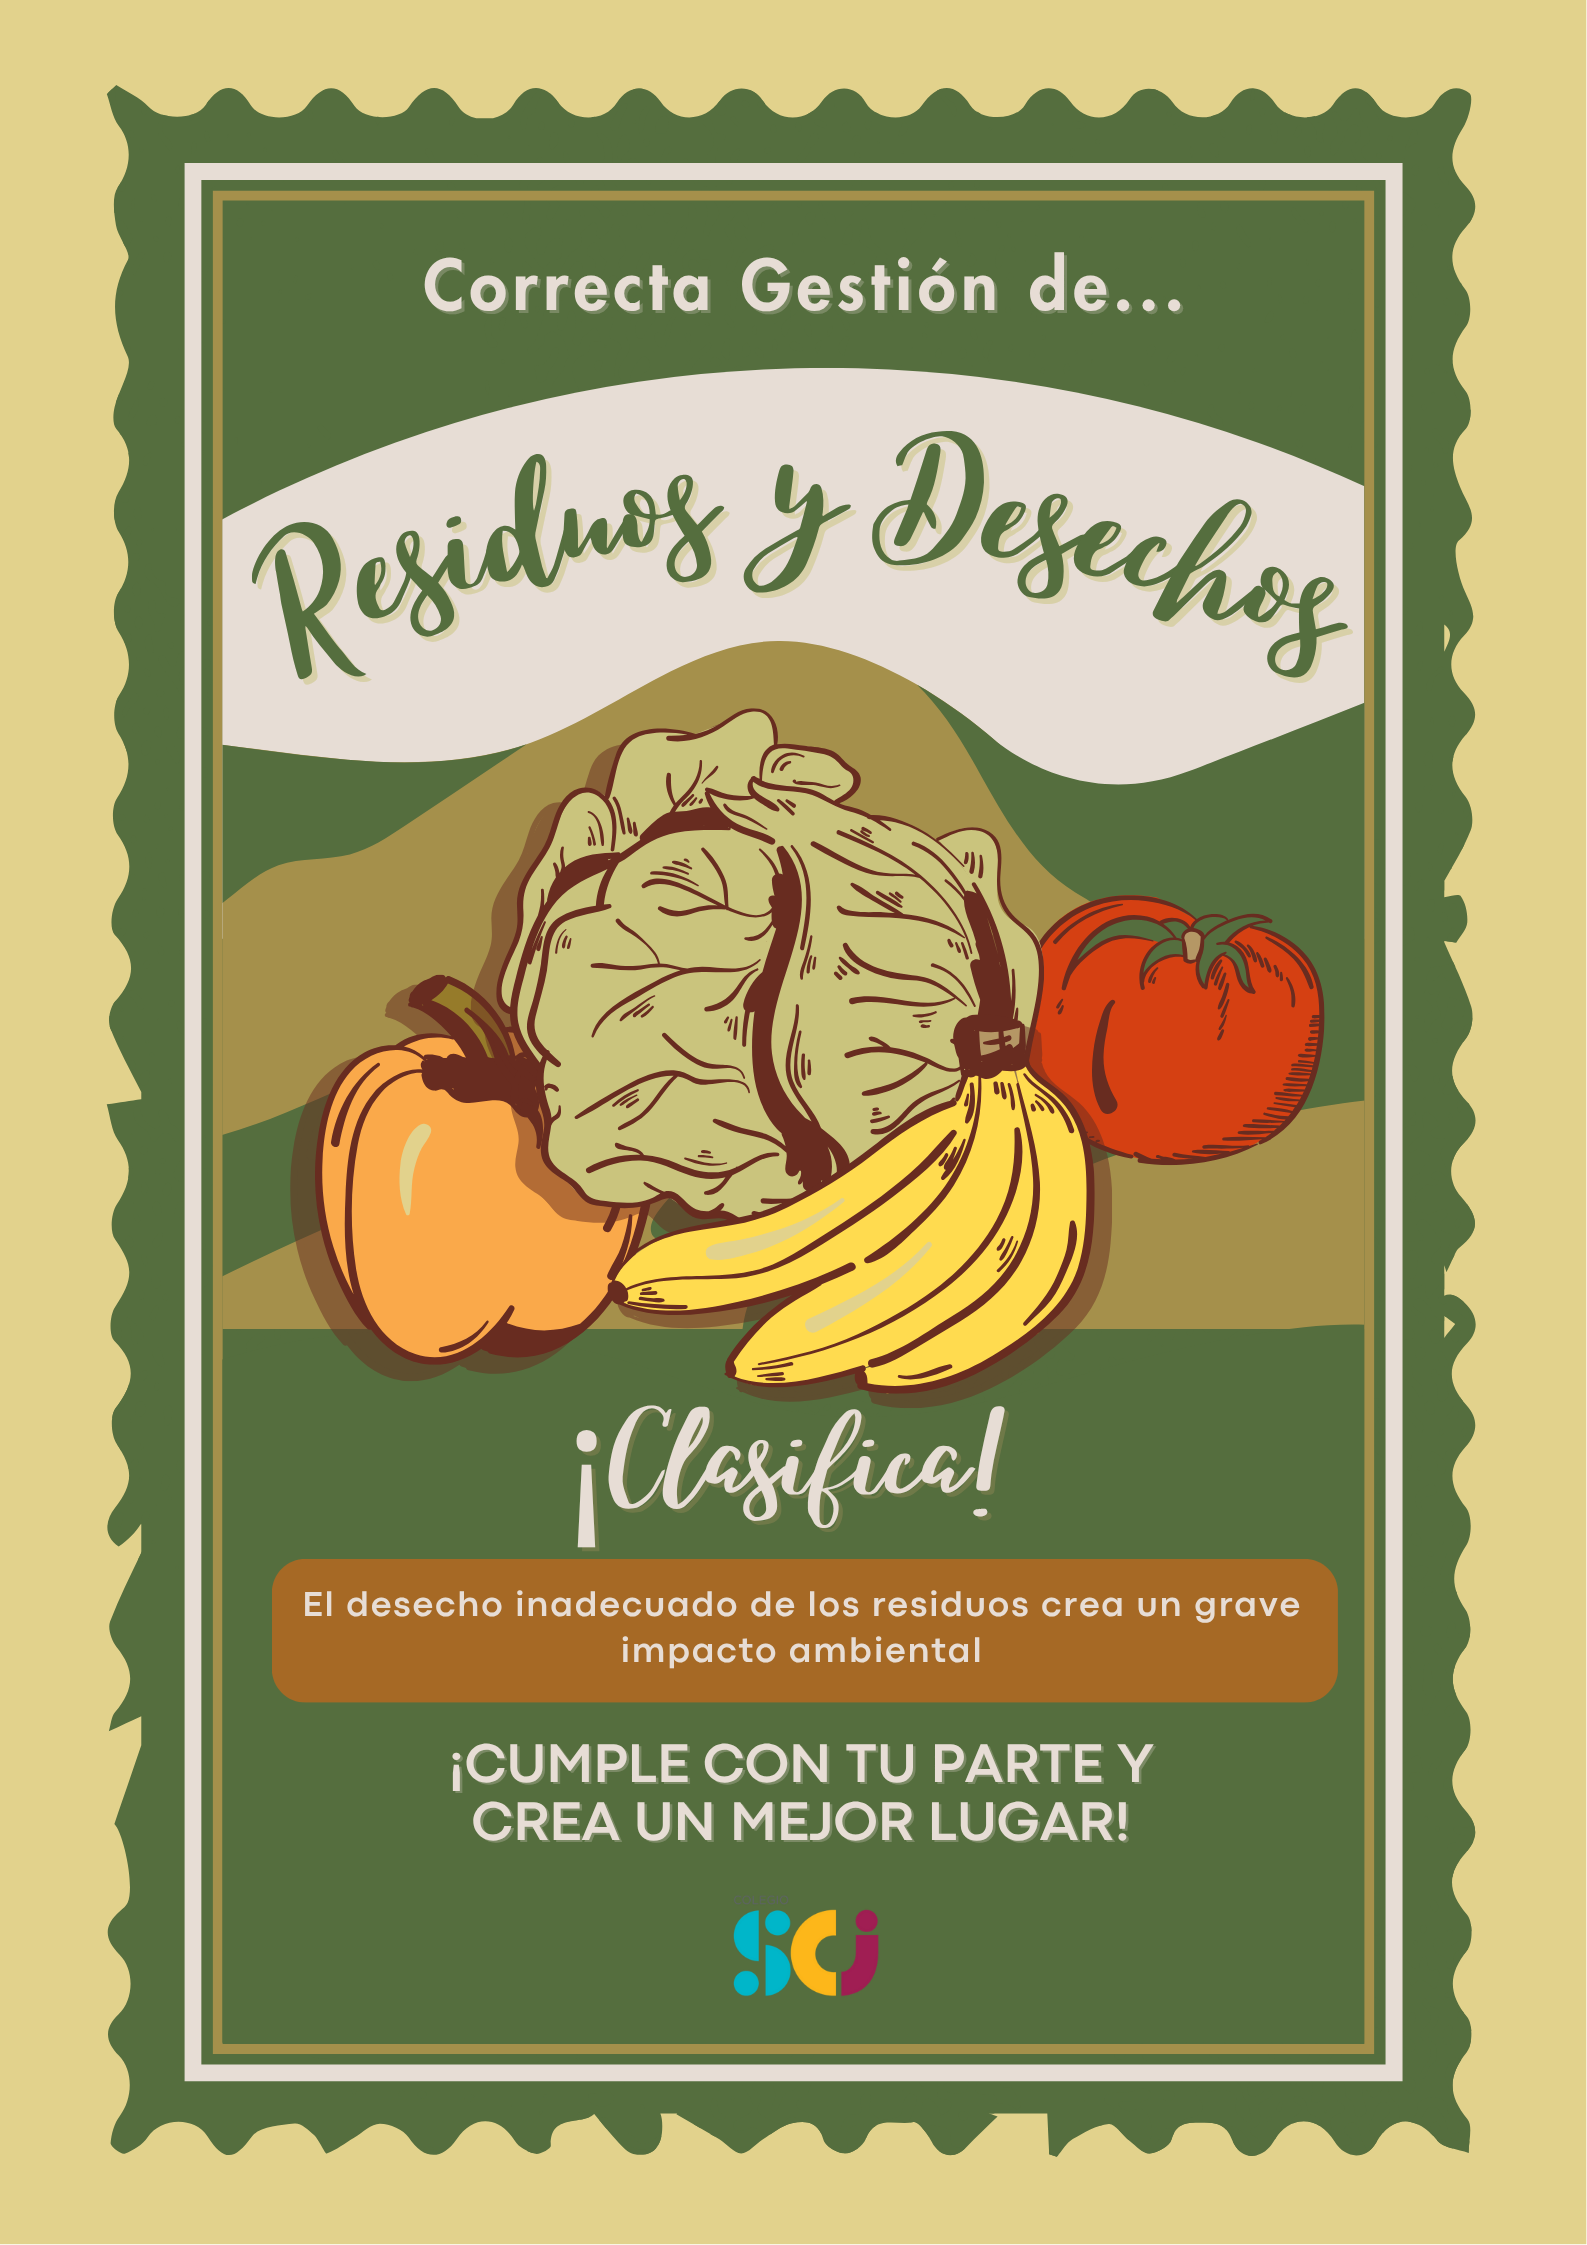 Correcta Gestión de...
Residuos y Desechos
¡Clasifica!
El desecho inadecuado de los residuos crea un grave
impacto ambiental
¡CUMPLE CON TU PARTE Y
CREA UN MEJOR LUGAR!
SCJ